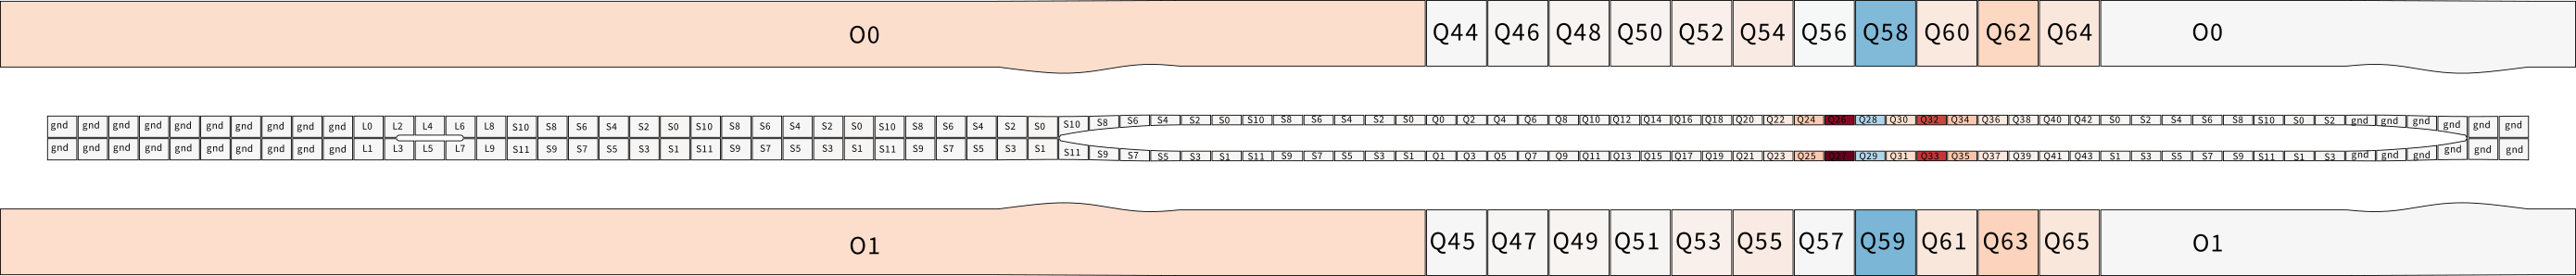 O0 Q44 Q46 Q48 Q50 Q52 Q54 Q56 Q58 Q60 Q62 Q64 O0
gnd gnd gnd gnd gnd gnd gnd gnd gnd gnd L0 L2 L4 L6 L8 S10 S8 S6 S4 S2 S0 S10 S8 S6 S4 S2 S0 S10 S8 S6 S4 S2 S0 S10 S8 S6 S4 S2 S0 S10 S8 S6 S4 S2 S0 Q0 Q2 Q4 Q6 Q8 Q10 Q12 Q14 Q16 Q18 Q20 Q22 Q24 Q26 Q28 Q30 Q32 Q34 Q36 Q38 Q40 Q42 S0 S2 S4 S6 S8 S10 S0 S2 gnd gnd gnd gnd gnd gnd
gnd gnd gnd gnd gnd gnd gnd gnd gnd gnd L1 L3 L5 L7 L9 S11 S9 S7 S5 S3 S1 S11 S9 S7 S5 S3 S1 S11 S9 S7 S5 S3 S1 S11 S9 S7 S5 S3 S1 S11 S9 S7 S5 S3 S1 Q1 Q3 Q5 Q7 Q9 Q11 Q13 Q15 Q17 Q19 Q21 Q23 Q25 Q27 Q29 Q31 Q33 Q35 Q37 Q39 Q41 Q43 S1 S3 S5 S7 S9 S11 S1 S3 gnd gnd gnd gnd gnd gnd
O1 Q45 Q47 Q49 Q51 Q53 Q55 Q57 Q59 Q61 Q63 Q65 O1